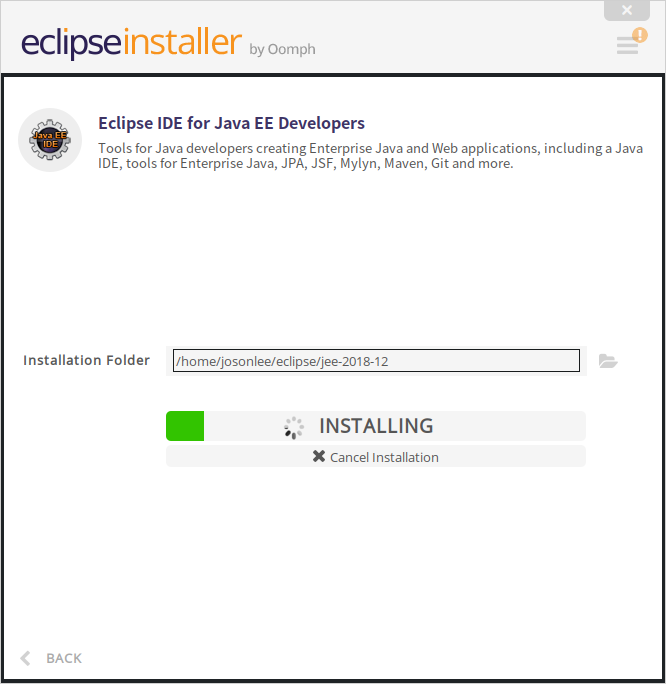 eclipseinstaller by Oomph
!
Java EE
IDE
Eclipse IDE for Java EE Developers
Tools for Java developers creating Enterprise Java and Web applications, including a Java
IDE, tools for Enterprise Java, JPA, JSF, Mylyn, Maven, Git and more.
Installation Folder
/home/josonlee/eclipse/jee-2018-12
INSTALLING
Cancel Installation
BACK